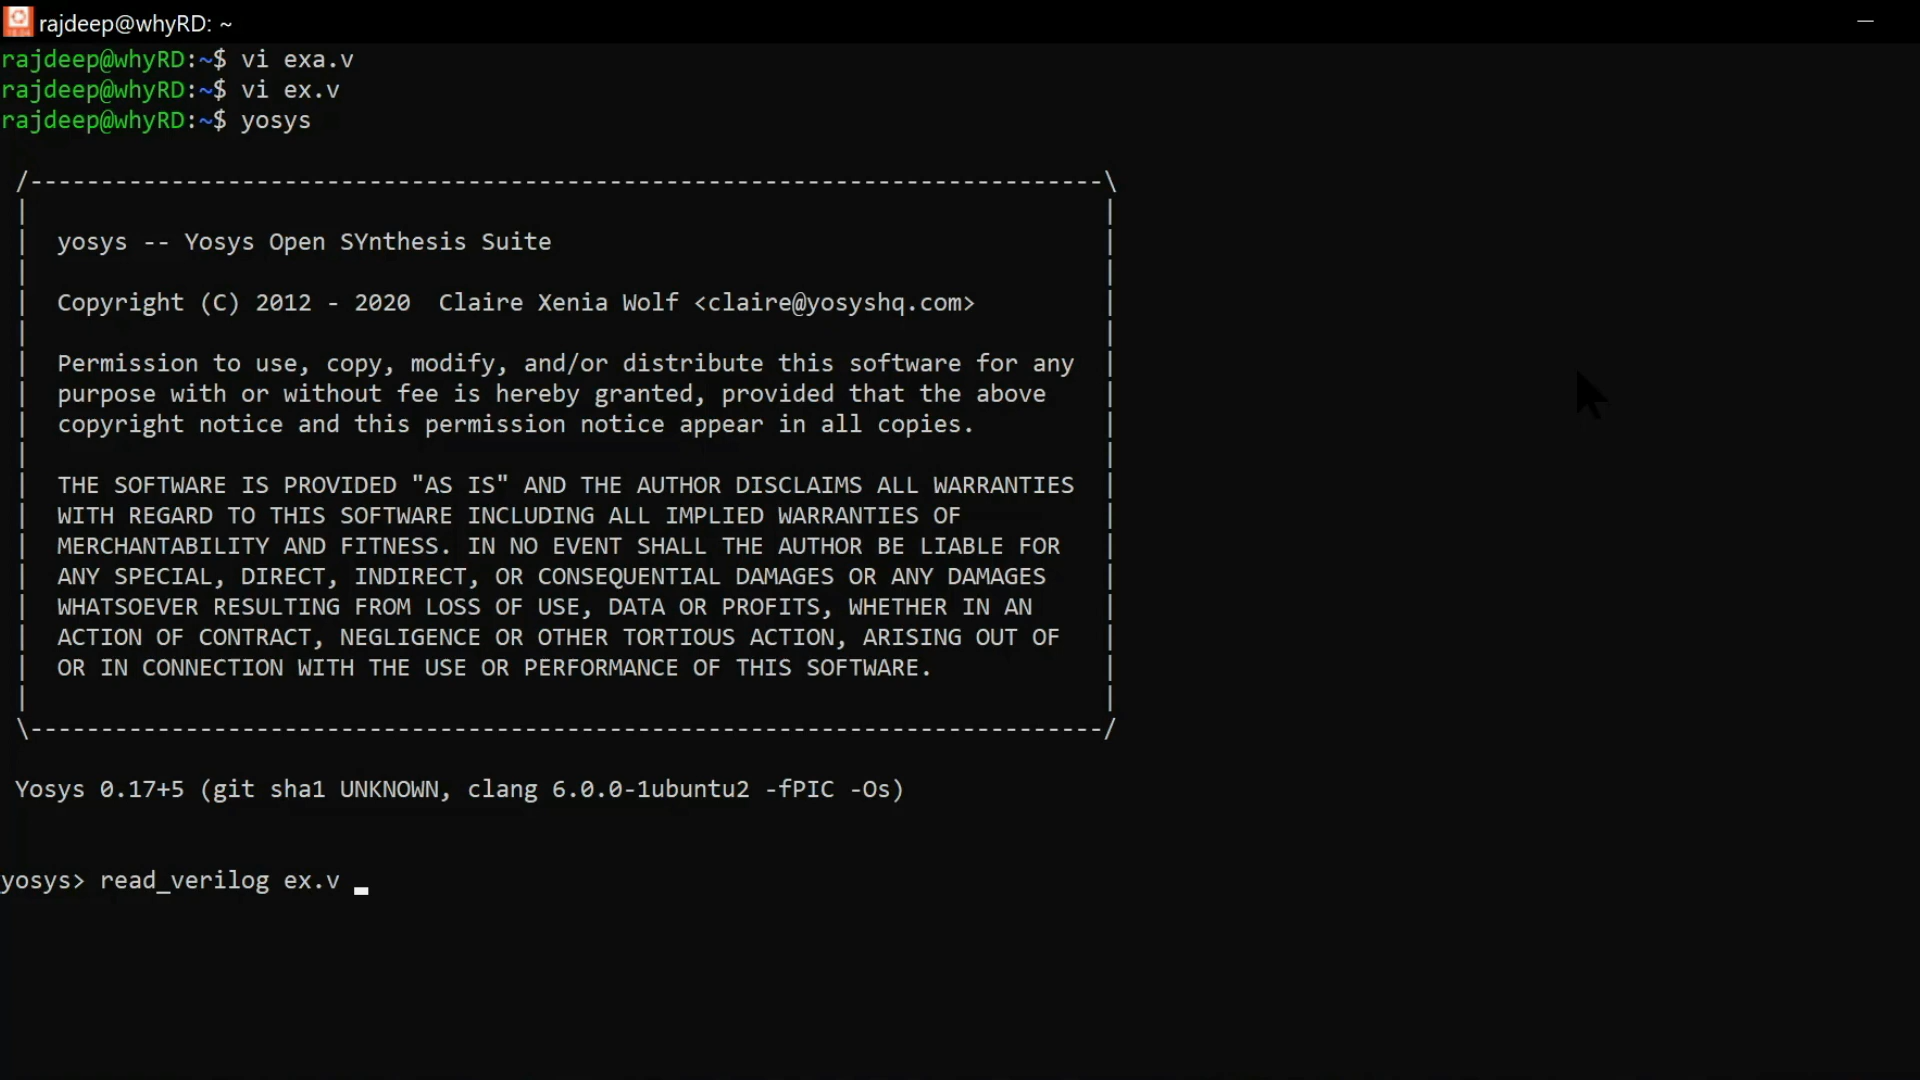 rajdeep@whyRD: ~
rajdeep@whyRD:~$ vi exa.v
rajdeep@whyRD:~$ vi ex.v
rajdeep@whyRD:~$ yosys
/----------------------------------------------------------------------------\
|                                                                            |
|  yosys -- Yosys Open SYnthesis Suite                                       |
|                                                                            |
|  Copyright (C) 2012 - 2020  Claire Xenia Wolf <claire@yosyshq.com>         |
|                                                                            |
|  Permission to use, copy, modify, and/or distribute this software for any  |
|  purpose with or without fee is hereby granted, provided that the above    |
|  copyright notice and this permission notice appear in all copies.         |
|                                                                            |
|  THE SOFTWARE IS PROVIDED "AS IS" AND THE AUTHOR DISCLAIMS ALL WARRANTIES  |
|  WITH REGARD TO THIS SOFTWARE INCLUDING ALL IMPLIED WARRANTIES OF          |
|  MERCHANTABILITY AND FITNESS. IN NO EVENT SHALL THE AUTHOR BE LIABLE FOR   |
|  ANY SPECIAL, DIRECT, INDIRECT, OR CONSEQUENTIAL DAMAGES OR ANY DAMAGES    |
|  WHATSOEVER RESULTING FROM LOSS OF USE, DATA OR PROFITS, WHETHER IN AN     |
|  ACTION OF CONTRACT, NEGLIGENCE OR OTHER TORTIOUS ACTION, ARISING OUT OF   |
|  OR IN CONNECTION WITH THE USE OR PERFORMANCE OF THIS SOFTWARE.            |
|                                                                            |
\----------------------------------------------------------------------------/
Yosys 0.17+5 (git sha1 UNKNOWN, clang 6.0.0-1ubuntu2 -fPIC -Os)
yosys> read_verilog ex.v